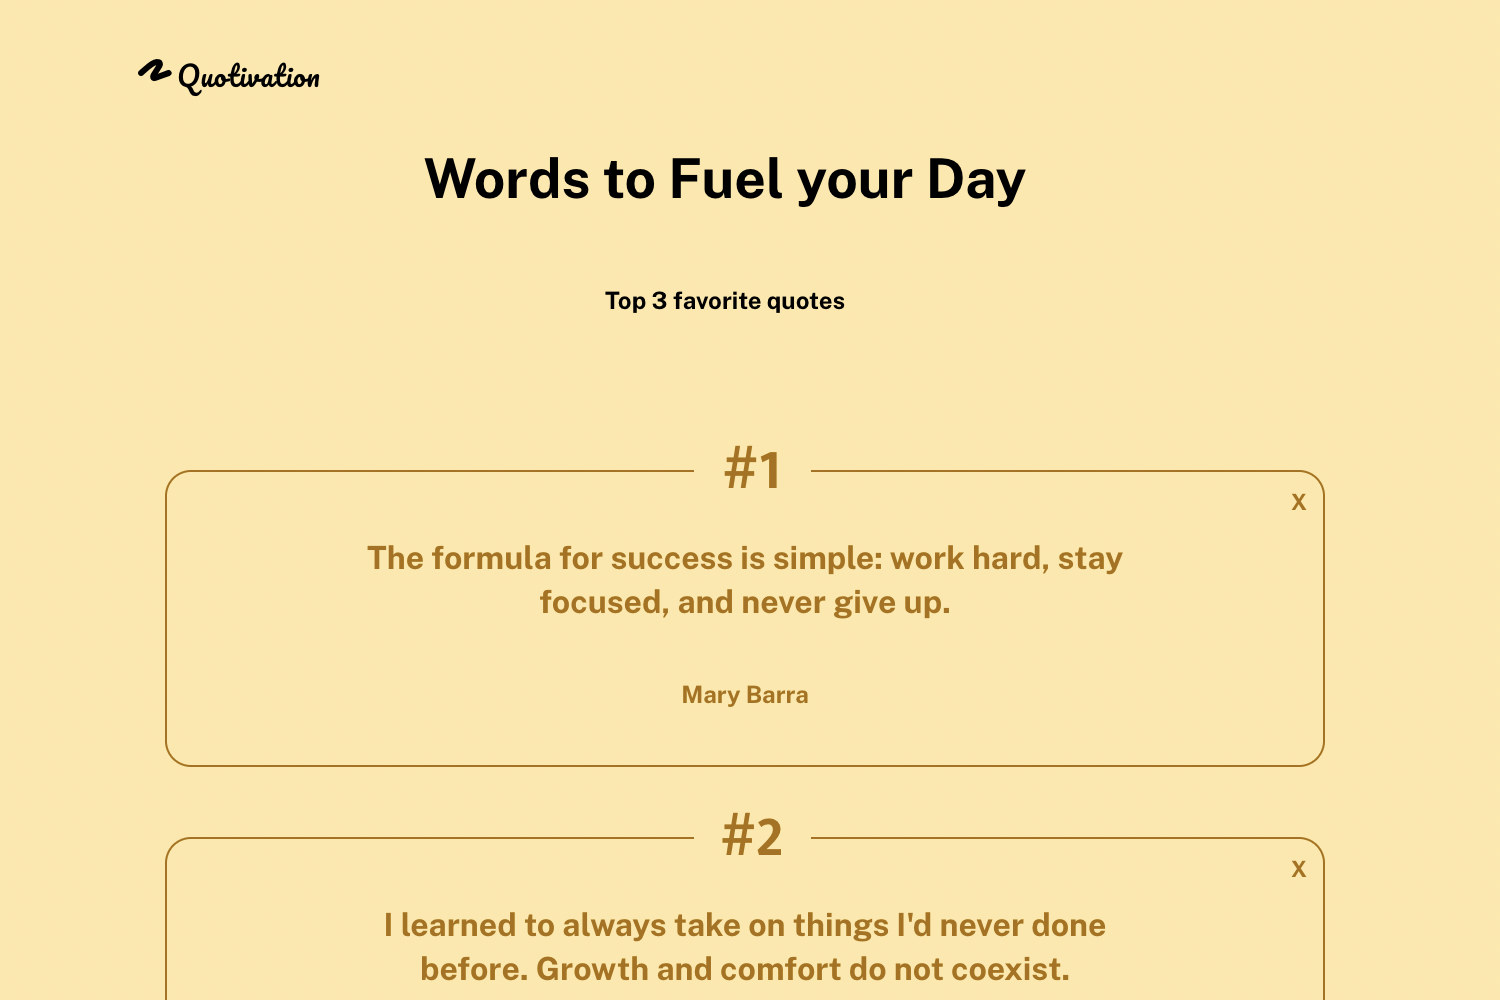 Quotivation
Words to Fuel your Day
Top 3 favorite quotes
#1
X
The formula for success is simple: work hard, stay
focused, and never give up.
Mary Barra
#2
X
I learned to always take on things I'd never done
before. Growth and comfort do not coexist.